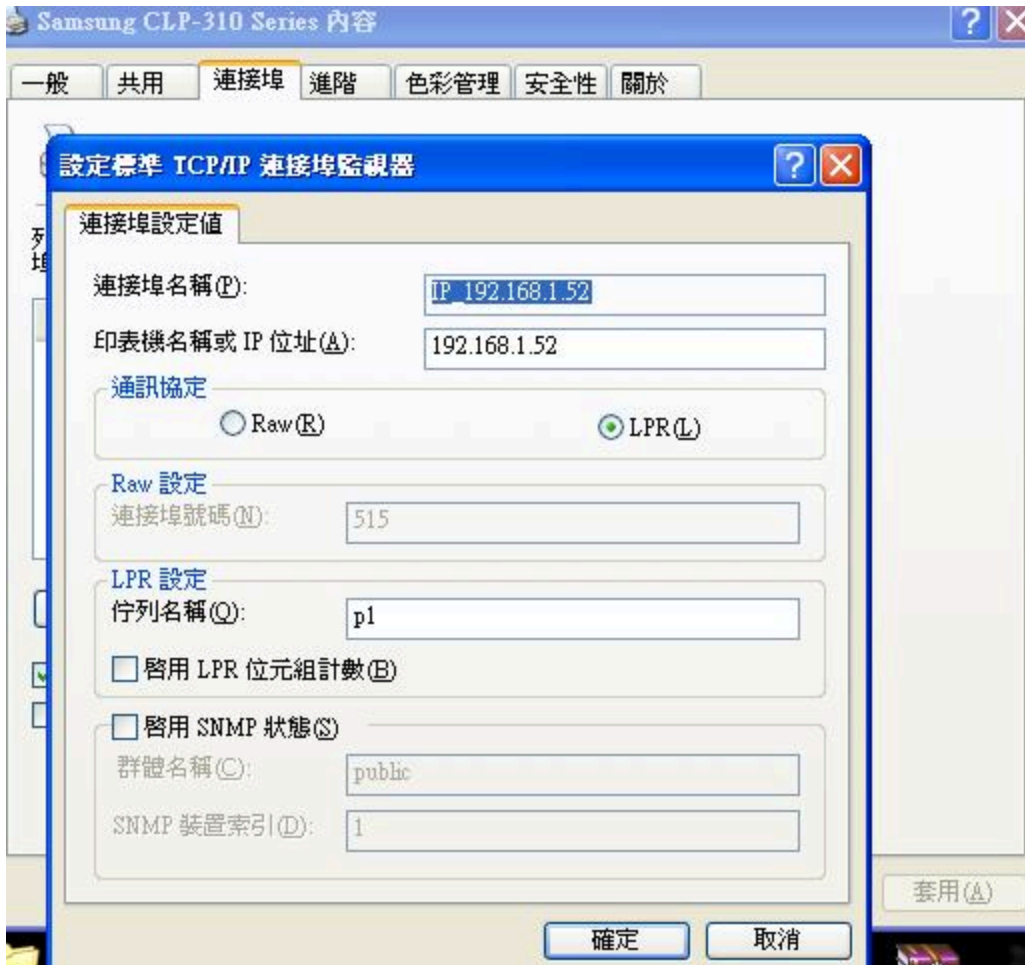 Samsung CLP-310 Series 內容
一般 共用 連接埠 進階 色彩管理 安全性 關於
設定標準 TCP/IP 連接埠監視器
連接埠設定值
列
埠
連接埠名稱(P): IP_192.168.1.52
印表機名稱或 IP 位址(A): 192.168.1.52
通訊協定
Raw(R) LPR(L)
Raw 設定
連接埠號碼(N): 515
LPR 設定
佇列名稱(Q): p1
啓用 LPR 位元組計數(B)
啓用 SNMP 狀態(S)
群體名稱(C): public
SNMP 裝置索引(D): 1
套用(A)
確定 取消